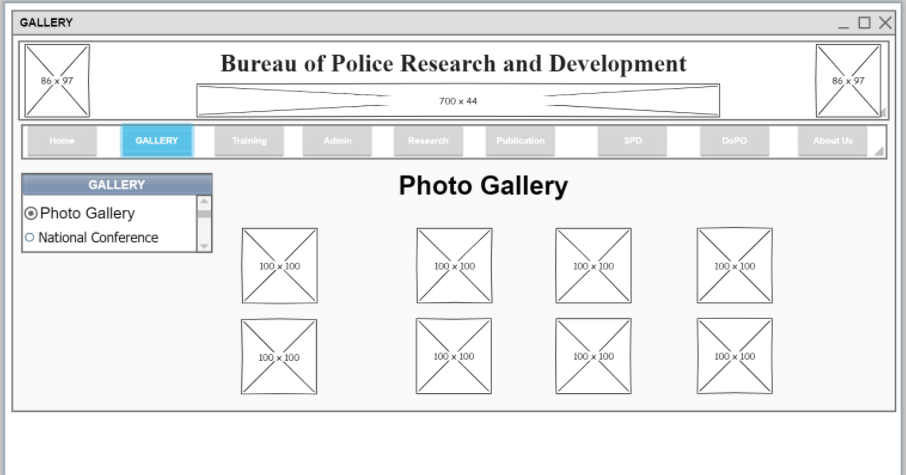 GALLERY
Bureau of Police Research and Development
86 x 97
700 x 44
86 x 97
Home GALLERY Training Admin Research Publication SPD DoPO About Us
GALLERY
Photo Gallery
National Conference
Photo Gallery
100 x 100 100 x 100 100 x 100 100 x 100
100 x 100 100 x 100 100 x 100 100 x 100